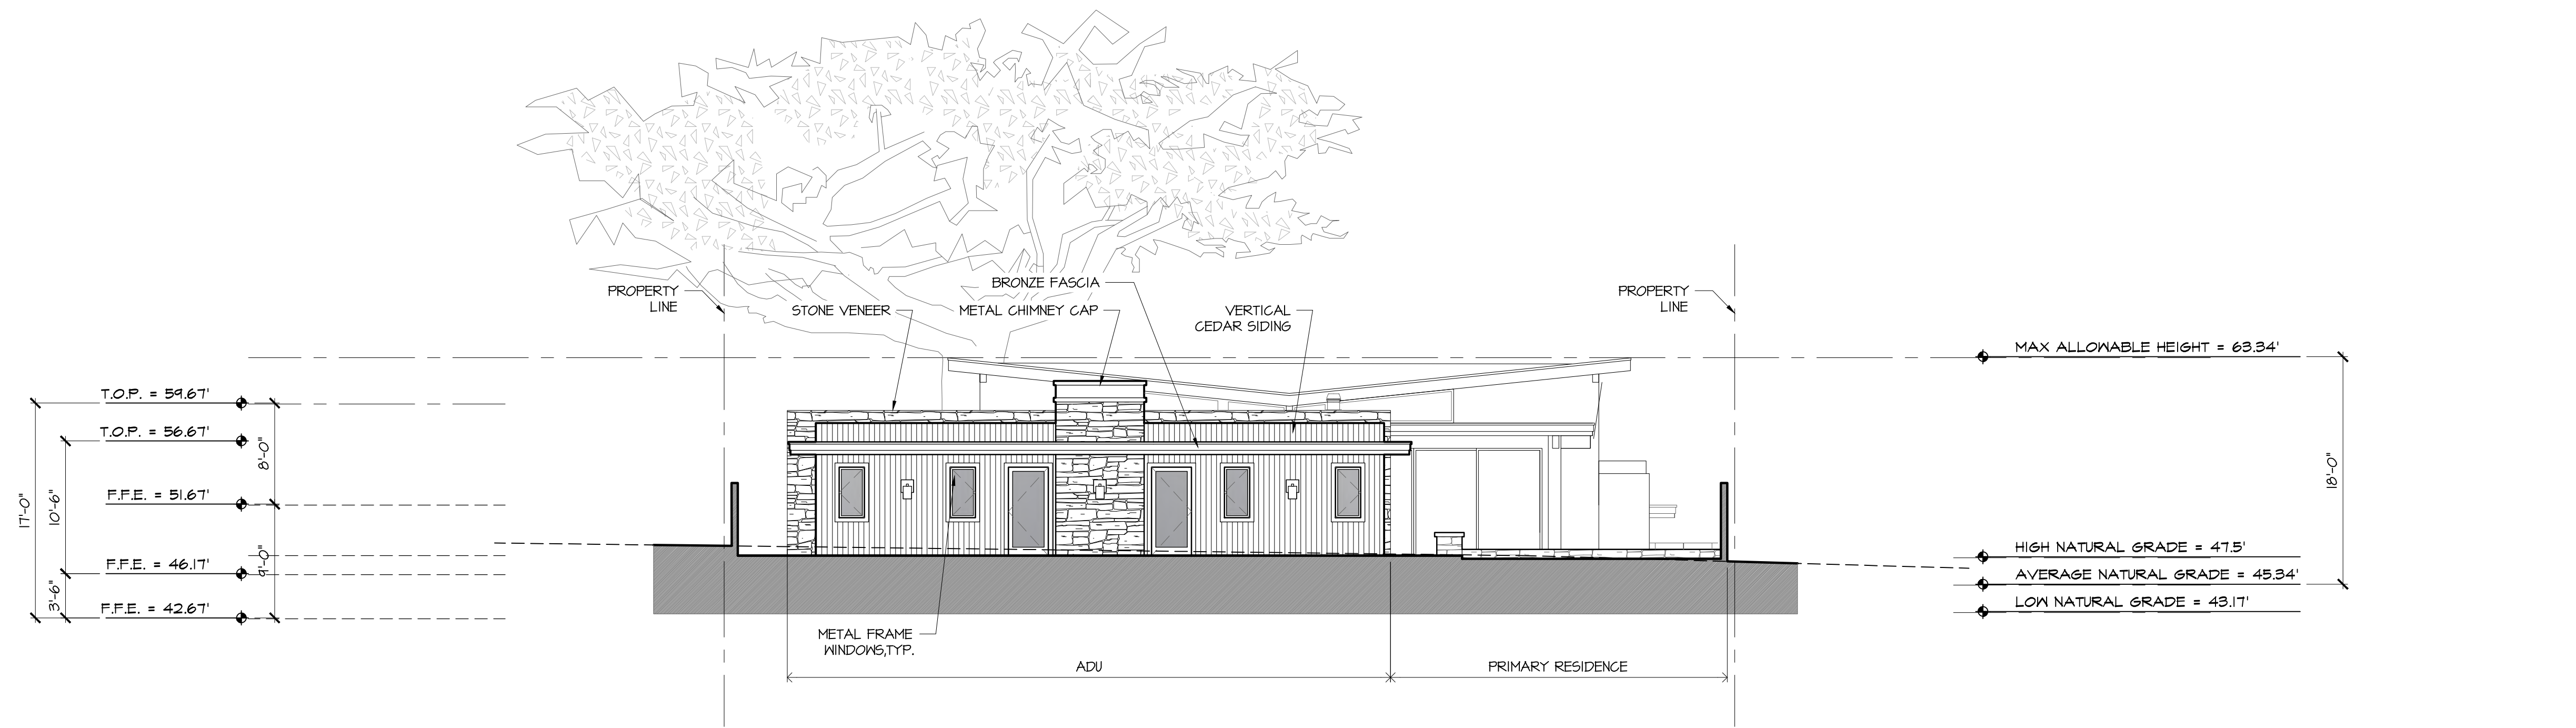 BRONZE FASCIA
PROPERTY
LINE
STONE VENEER
METAL CHIMNEY CAP
VERTICAL
CEDAR SIDING
PROPERTY
LINE
MAX ALLOWABLE HEIGHT = 63.34'
T.O.P. = 59.67'
T.O.P. = 56.67'
8'-0"
F.F.E. = 51.67'
17'-0"
10'-6"
18'-0"
F.F.E. = 46.17'
9'-0"
3'-6"
F.F.E. = 42.67'
HIGH NATURAL GRADE = 47.5'
AVERAGE NATURAL GRADE = 45.34'
LOW NATURAL GRADE = 43.17'
METAL FRAME
WINDOWS,TYP.
ADU
PRIMARY RESIDENCE